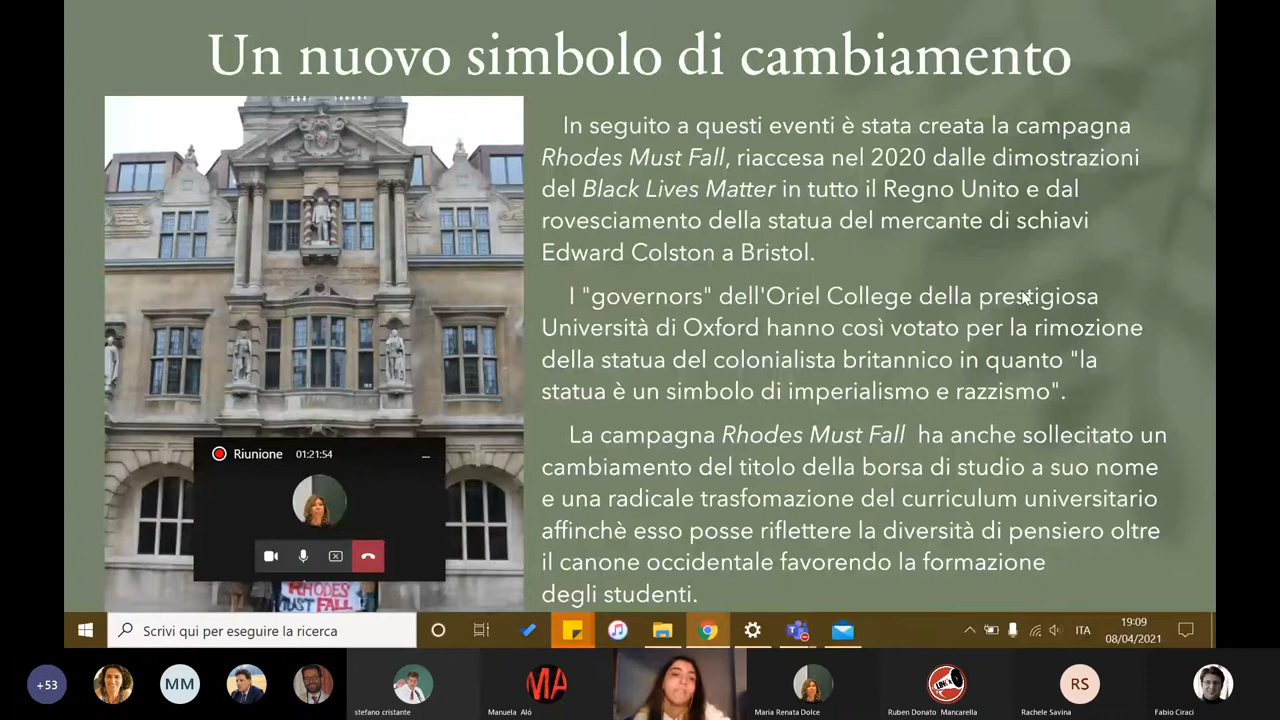 Un nuovo simbolo di cambiamento
In seguito a questi eventi è stata creata la campagna
Rhodes Must Fall, riaccesa nel 2020 dalle dimostrazioni
del Black Lives Matter in tutto il Regno Unito e dal
rovesciamento della statua del mercante di schiavi
Edward Colston a Bristol.
I "governors" dell'Oriel College della prestigiosa
Università di Oxford hanno così votato per la rimozione
della statua del colonialista britannico in quanto "la
statua è un simbolo di imperialismo e razzismo".
La campagna Rhodes Must Fall ha anche sollecitato un
cambiamento del titolo della borsa di studio a suo nome
e una radicale trasfomazione del curriculum universitario
affinchè esso posse riflettere la diversità di pensiero oltre
il canone occidentale favorendo la formazione
degli studenti.
Riunione 01:21:54
RHODES
MUST FALL
Scrivi qui per eseguire la ricerca
ITA
19:09
08/04/2021
+53
MM
MA
RS
stefano cristante
Manuela Aló
Maria Renata Dolce
Ruben Donato Mancarella
Rachele Savina
Fabio Ciraci